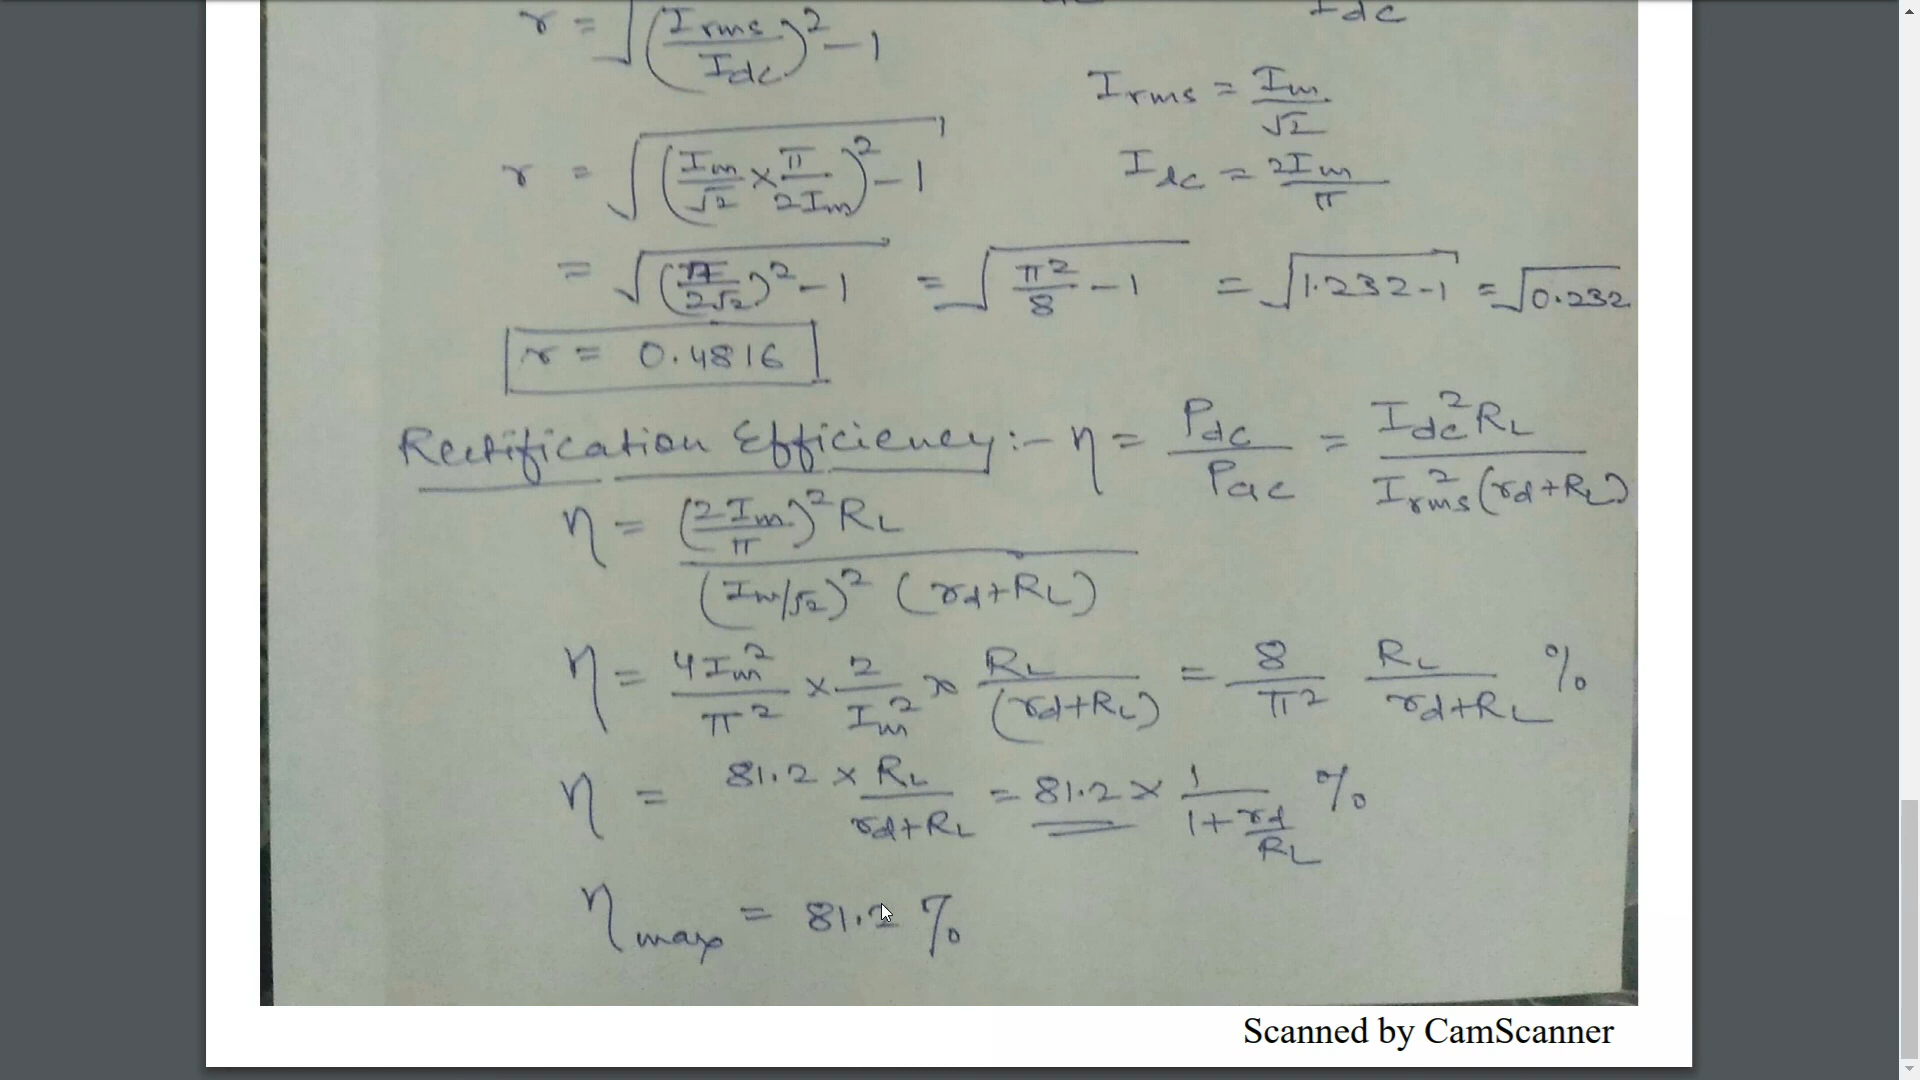 r = √((Irms/Idc)² - 1) Idc
Irms = Im/√2
r = √((Im/√2 × π/2Im)² - 1) Idc = 2Im/π
= √((π/2√2)² - 1) = √(π²/8 - 1) = √(1.232-1) = √0.232
r = 0.4816
Rectification Efficiency :- η = Pdc/Pac = Idc² RL / Irms² (rd+RL)
η = (2Im/π)² RL / (Im/√2)² (rd+RL)
η = 4Im²/π² × 2/Im² × RL/(rd+RL) = 8/π² RL/rd+RL %
η = 81.2 × RL/rd+RL = 81.2 × 1/1+rd/RL %
ηmax = 81.2 %
Scanned by CamScanner